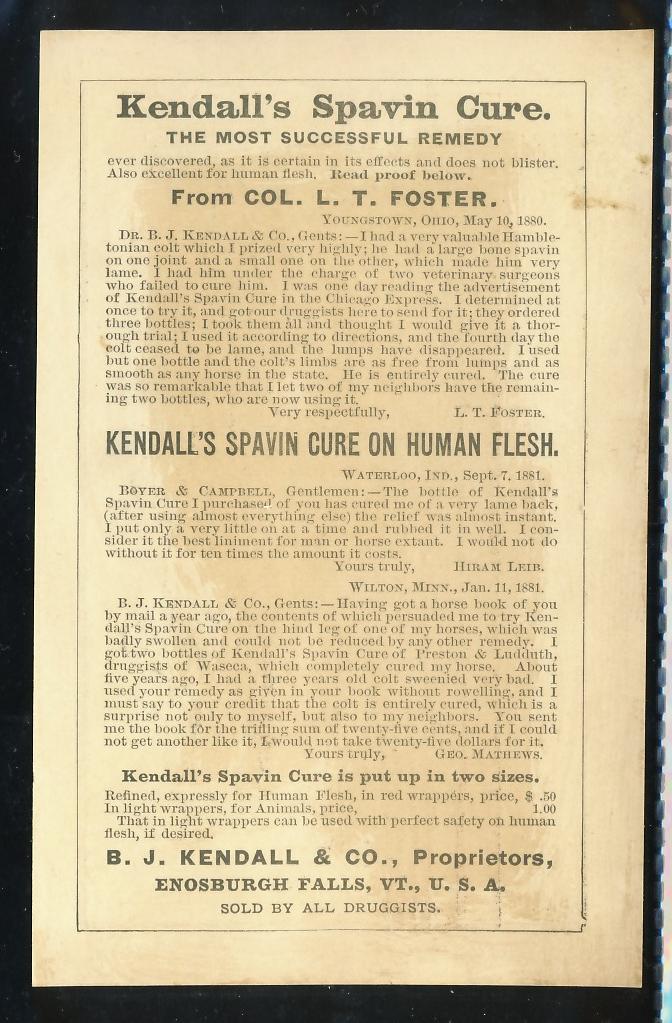 Kendall's Spavin Cure.
THE MOST SUCCESSFUL REMEDY
ever discovered, as it is certain in its effects and does not blister.
Also excellent for human flesh. Read proof below.
From COL. L. T. FOSTER.
YOUNGSTOWN, OHIO, May 10, 1880.
DR. B. J. KENDALL & CO., Gents:—I had a very valuable Hamble-
tonian colt which I prized very highly; he had a large bone spavin
on one joint and a small one on the other, which made him very
lame. I had him under the charge of two veterinary surgeons
who failed to cure him. I was one day reading the advertisement
of Kendall's Spavin Cure in the Chicago Express. I determined at
once to try it, and got our druggists here to send for it; they ordered
three bottles; I took them all and thought I would give it a thor-
ough trial; I used it according to directions, and the fourth day the
colt ceased to be lame, and the lumps have disappeared. I used
but one bottle and the colt's limbs are as free from lumps and as
smooth as any horse in the state. He is entirely cured. The cure
was so remarkable that I let two of my neighbors have the remain-
ing two bottles, who are now using it.
Very respectfully, L. T. FOSTER.
KENDALL'S SPAVIN CURE ON HUMAN FLESH.
WATERLOO, IND., Sept. 7, 1881.
BOYER & CAMPBELL, Gentlemen:—The bottle of Kendall's
Spavin Cure I purchased of you has cured me of a very lame back,
(after using almost everything else) the relief was almost instant.
I put only a very little on at a time and rubbed it in well. I con-
sider it the best liniment for man or horse extant. I would not do
without it for ten times the amount it costs.
Yours truly, HIRAM LEIB.
WILTON, MINN., Jan. 11, 1881.
B. J. KENDALL & CO., Gents:—Having got a horse book of you
by mail a year ago, the contents of which persuaded me to try Ken-
dall's Spavin Cure on the hind leg of one of my horses, which was
badly swollen and could not be reduced by any other remedy. I
got two bottles of Kendall's Spavin Cure of Preston & Ludduth,
druggists of Waseca, which completely cured my horse. About
five years ago, I had a three years old colt sweenied very bad. I
used your remedy as given in your book without rowelling, and I
must say to your credit that the colt is entirely cured, which is a
surprise not only to myself, but also to my neighbors. You sent
me the book for the trifling sum of twenty-five cents, and if I could
not get another like it, I would not take twenty-five dollars for it.
Yours truly, GEO. MATHEWS.
Kendall's Spavin Cure is put up in two sizes.
Refined, expressly for Human Flesh, in red wrappers, price, $ .50
In light wrappers, for Animals, price, 1.00
That in light wrappers can be used with perfect safety on human
flesh, if desired.
B. J. KENDALL & CO., Proprietors,
ENOSBURGH FALLS, VT., U. S. A.
SOLD BY ALL DRUGGISTS.